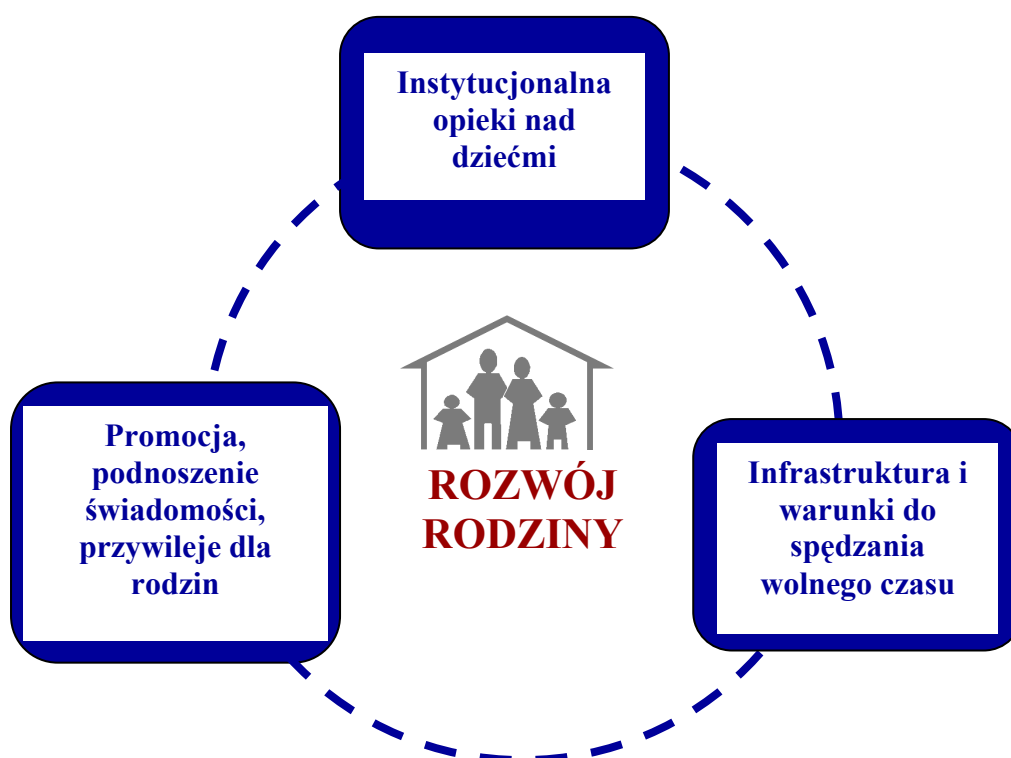 Instytucjonalna
opieki nad
dziećmi
Promocja,
podnoszenie
świadomości,
przywileje dla
rodzin
ROZWÓJ
RODZINY
Infrastruktura i
warunki do
spędzania
wolnego czasu